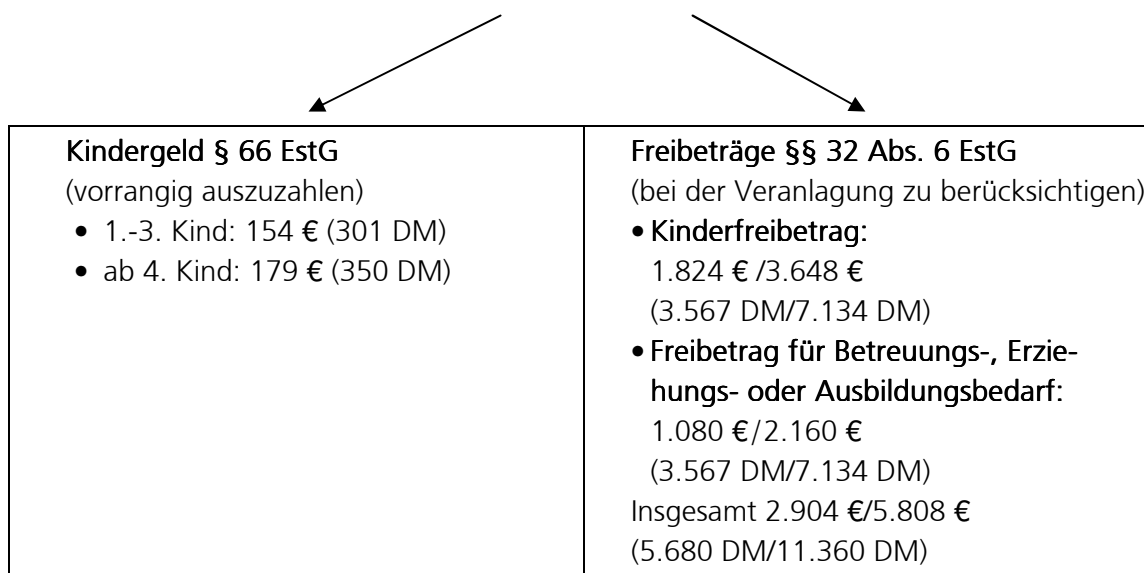 Kindergeld § 66 EstG
(vorrangig auszuzahlen)
• 1.-3. Kind: 154 € (301 DM)
• ab 4. Kind: 179 € (350 DM)
Freibeträge §§ 32 Abs. 6 EStG
(bei der Veranlagung zu berücksichtigen)
• Kinderfreibetrag:
1.824 € /3.648 €
(3.567 DM/7.134 DM)
• Freibetrag für Betreuungs-, Erzie-
hungs- oder Ausbildungsbedarf:
1.080 €/2.160 €
(3.567 DM/7.134 DM)
Insgesamt 2.904 €/5.808 €
(5.680 DM/11.360 DM)